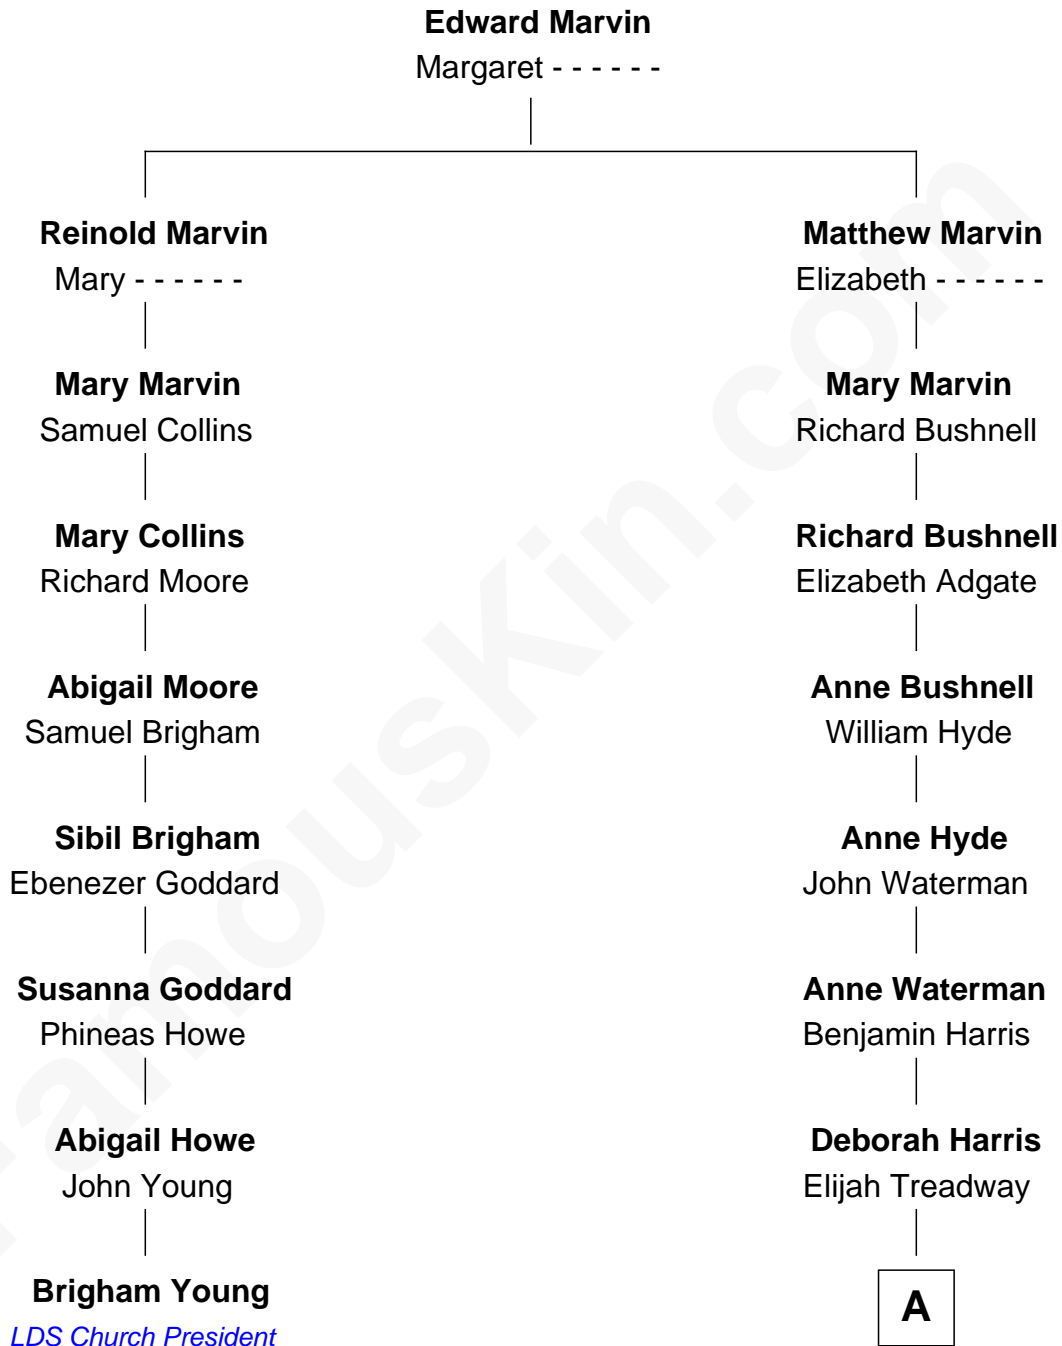 Edward Marvin
Margaret - - - - - -
Reinold Marvin
Mary - - - - - -
Matthew Marvin
Elizabeth - - - - - -
Mary Marvin
Samuel Collins
Mary Marvin
Richard Bushnell
Mary Collins
Richard Moore
Richard Bushnell
Elizabeth Adgate
Abigail Moore
Samuel Brigham
Anne Bushnell
William Hyde
Sibil Brigham
Ebenezer Goddard
Anne Hyde
John Waterman
Susanna Goddard
Phineas Howe
Anne Waterman
Benjamin Harris
Abigail Howe
John Young
Deborah Harris
Elijah Treadway
Brigham Young
LDS Church President
A
FamousKin.com